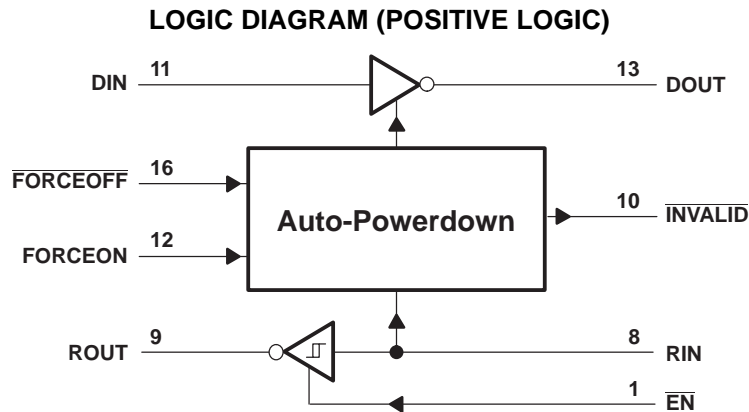 LOGIC DIAGRAM (POSITIVE LOGIC)
DIN 11 13 DOUT
FORCEOFF 16
Auto-Powerdown
10 INVALID
FORCEON 12
ROUT 9 8 RIN
1 EN